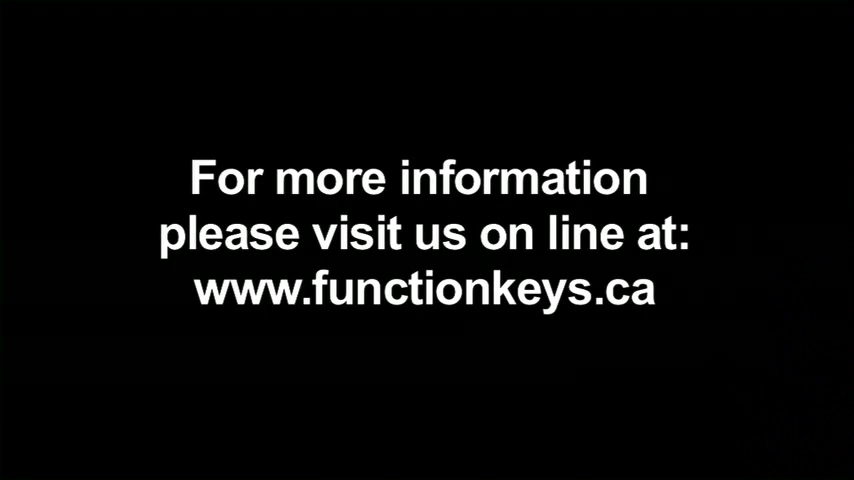 For more information
please visit us on line at:
www.functionkeys.ca